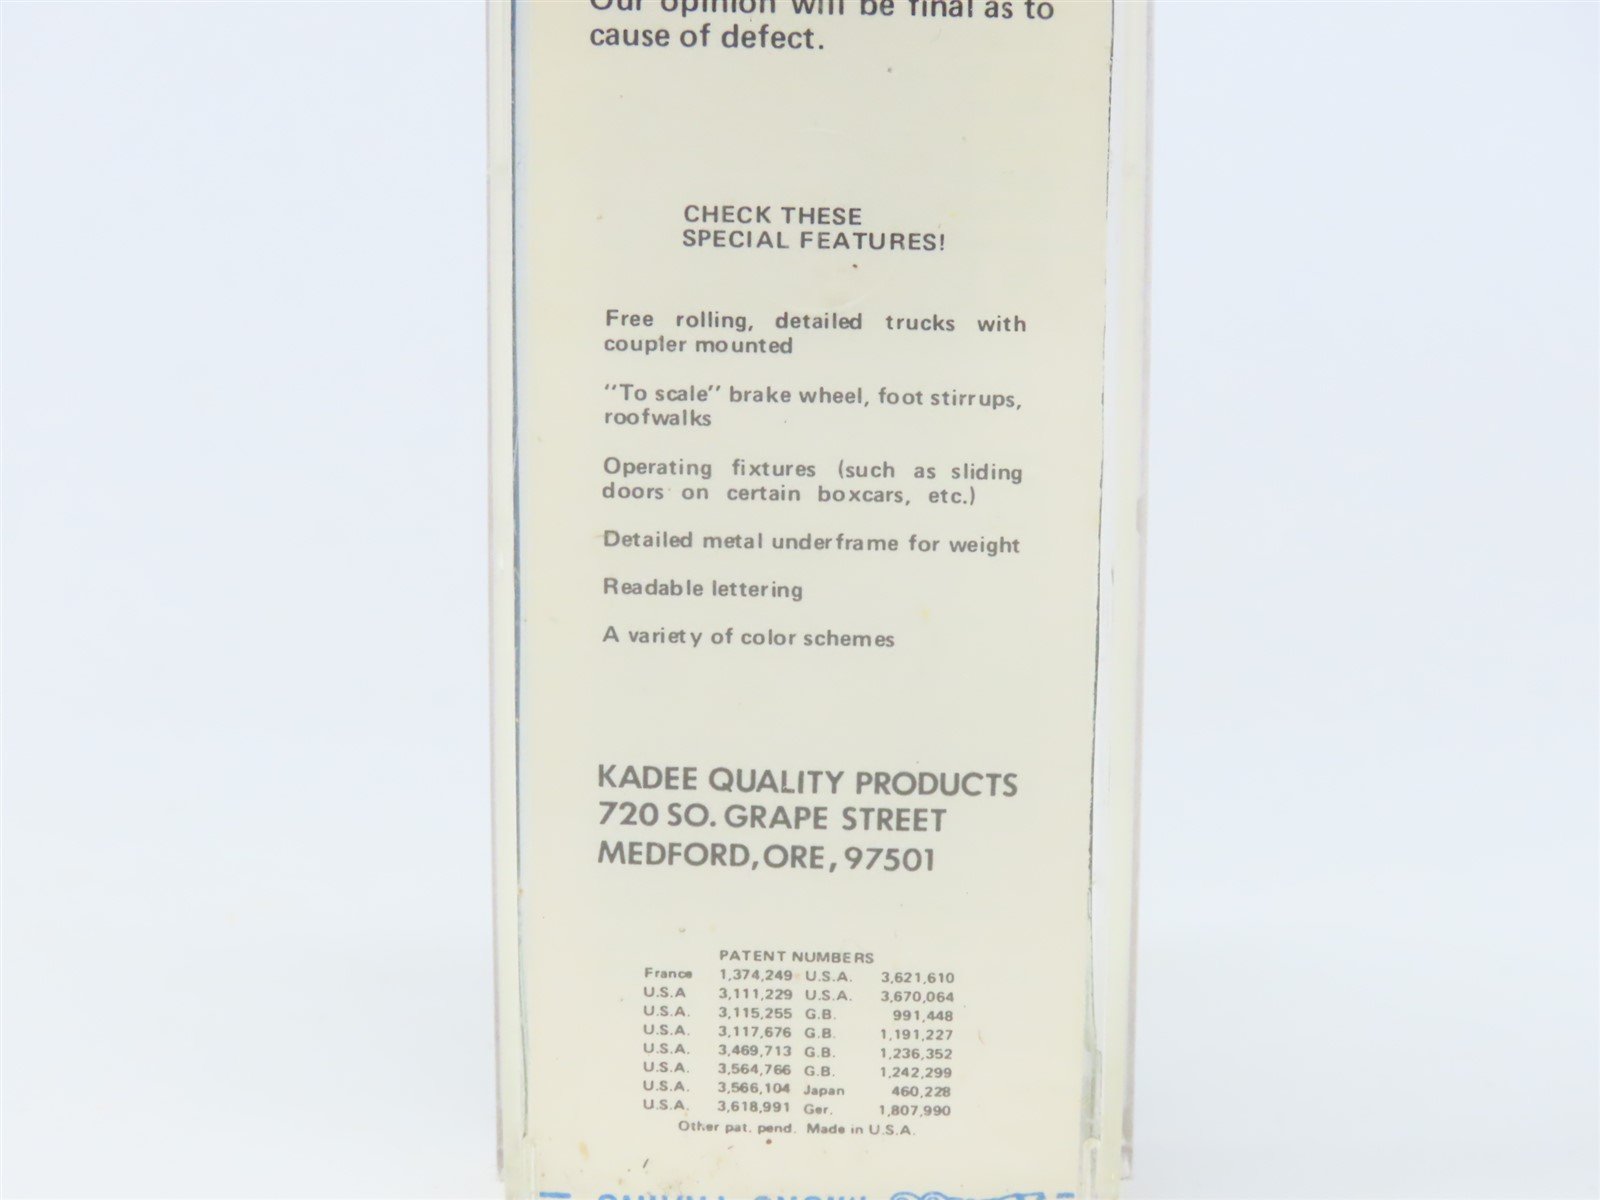 Our opinion will be final as to
cause of defect.
CHECK THESE
SPECIAL FEATURES!
Free rolling, detailed trucks with
coupler mounted
"To scale" brake wheel, foot stirrups,
roofwalks
Operating fixtures (such as sliding
doors on certain boxcars, etc.)
Detailed metal underframe for weight
Readable lettering
A variety of color schemes
KADEE QUALITY PRODUCTS
720 SO. GRAPE STREET
MEDFORD, ORE, 97501
PATENT NUMBERS
France 1,374,249 U.S.A. 3,621,610
U.S.A 3,111,229 U.S.A. 3,670,064
U.S.A. 3,115,255 G.B. 991,448
U.S.A. 3,117,676 G.B. 1,191,227
U.S.A. 3,469,713 G.B. 1,236,352
U.S.A. 3,564,766 G.B. 1,242,299
U.S.A. 3,566,104 Japan 460,228
U.S.A. 3,618,991 Ger. 1,807,990
Other pat. pend. Made in U.S.A.